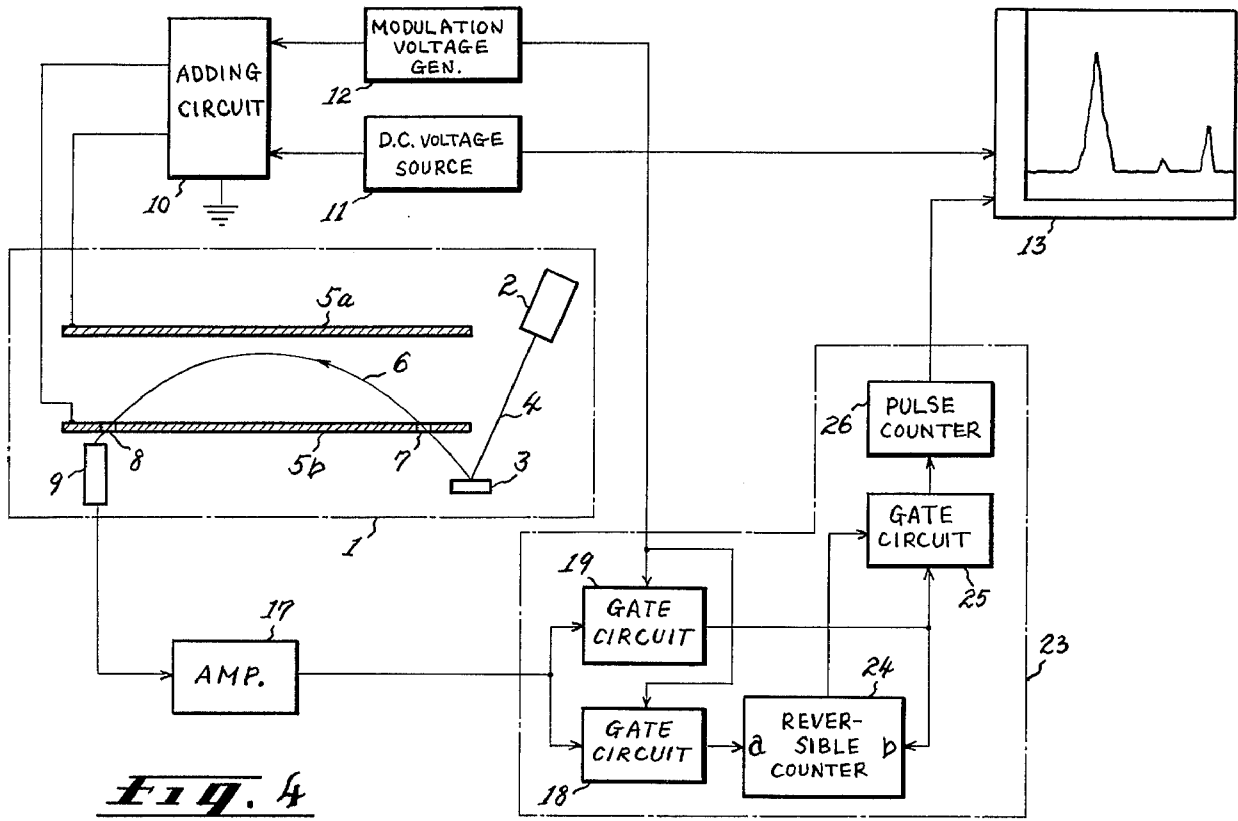 MODULATION
VOLTAGE
GEN.
12
ADDING
CIRCUIT
10
D.C. VOLTAGE
SOURCE
11
13
5a
2
6
4
8
5b
7
3
9
1
PULSE
COUNTER
26
GATE
CIRCUIT
25
19
GATE
CIRCUIT
17
AMP.
23
24
GATE
CIRCUIT
18
a
REVER-
SIBLE
COUNTER
b
Fig. 4